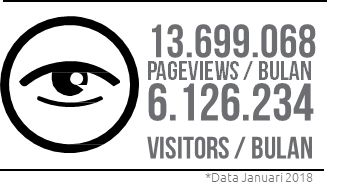 13.699.068
PAGEVIEWS / BULAN
6.126.234
VISITORS / BULAN
*Data Januari 2018